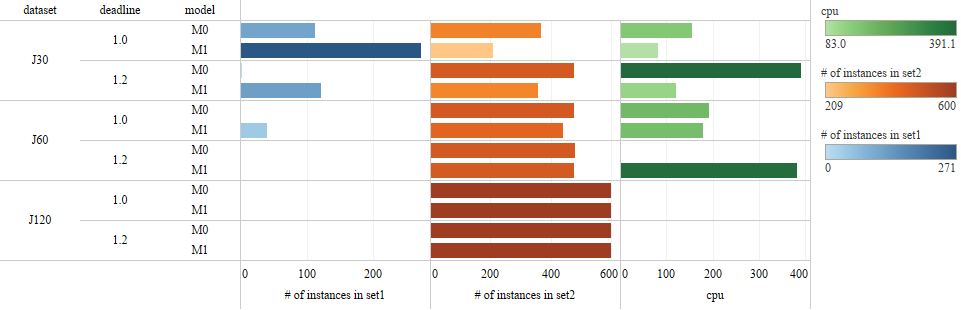 dataset deadline model
J30 1.0 M0
M1
1.2 M0
M1
J60 1.0 M0
M1
1.2 M0
M1
J120 1.0 M0
M1
1.2 M0
M1
0 100 200 0 200 400 600 0 100 200 300 400
# of instances in set1 # of instances in set2 cpu
cpu
83.0 391.1
# of instances in set2
209 600
# of instances in set1
0 271